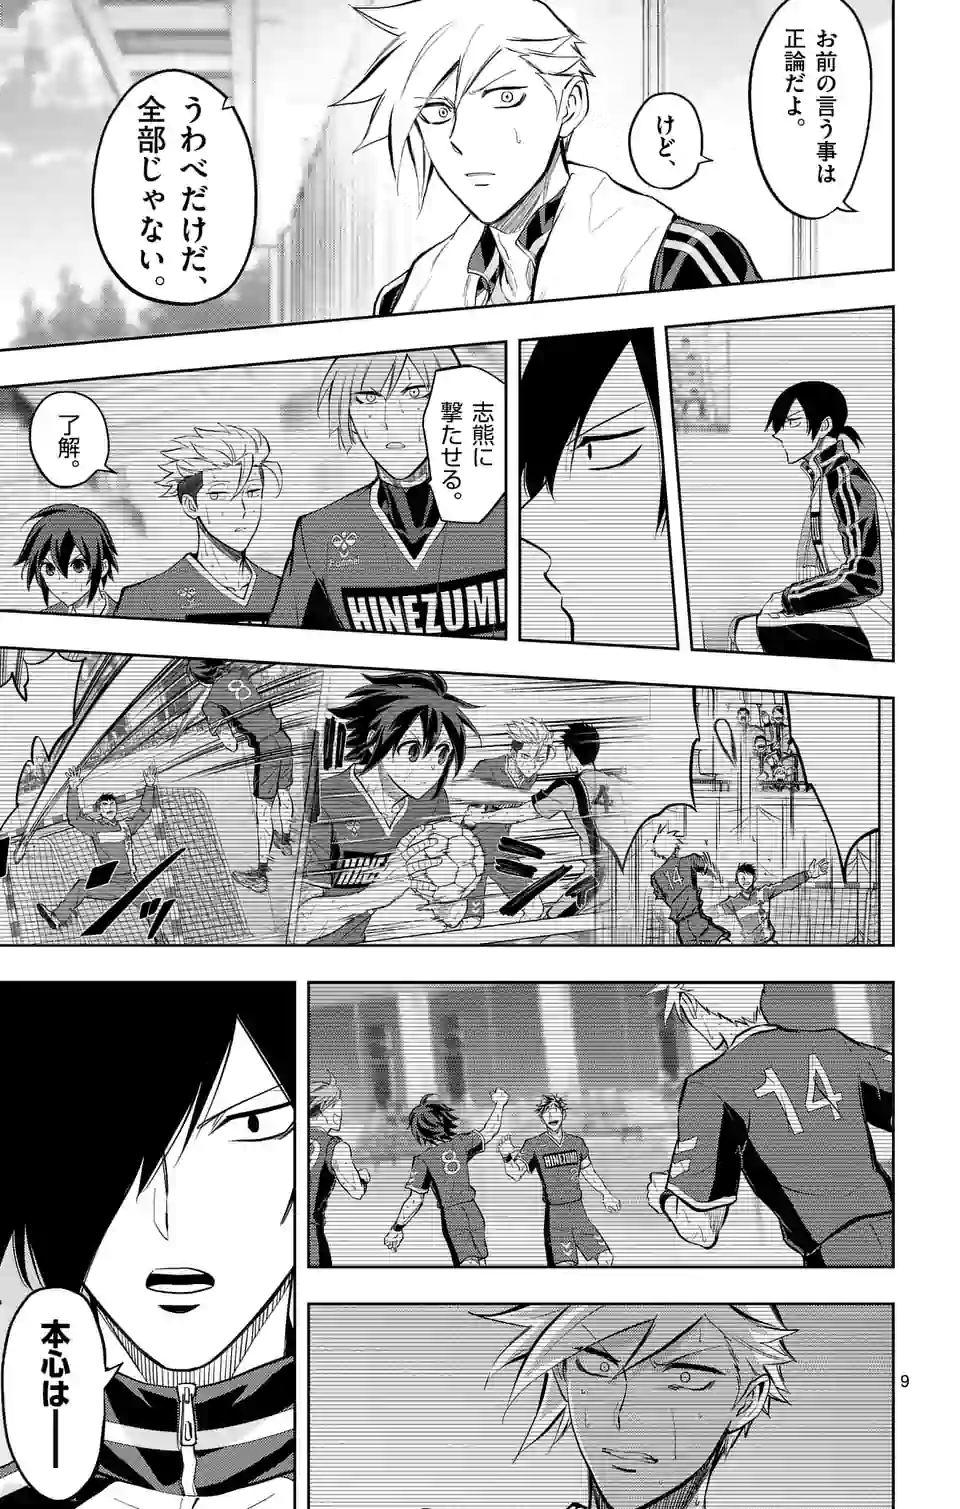 お前の言う事は
正論だよ。
けど、
うわべだけだ、
全部じゃない。
志熊に
撃たせる。
了解。
hummel
HINEZUMI
8
4
14
HINEZUMI
8
14
本心は──
9